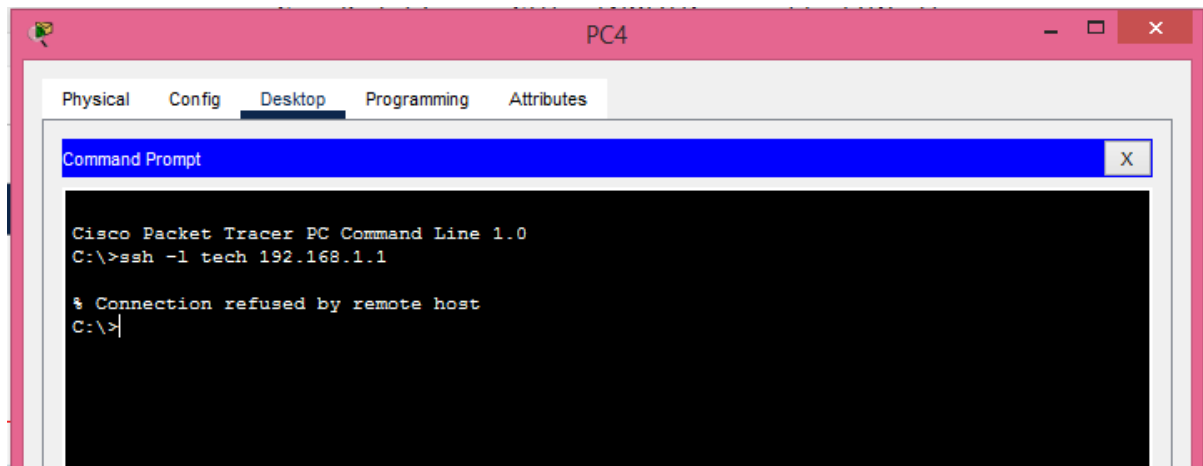 PC4
Physical Config Desktop Programming Attributes
Command Prompt
X
Cisco Packet Tracer PC Command Line 1.0
C:\>ssh -l tech 192.168.1.1
% Connection refused by remote host
C:\>